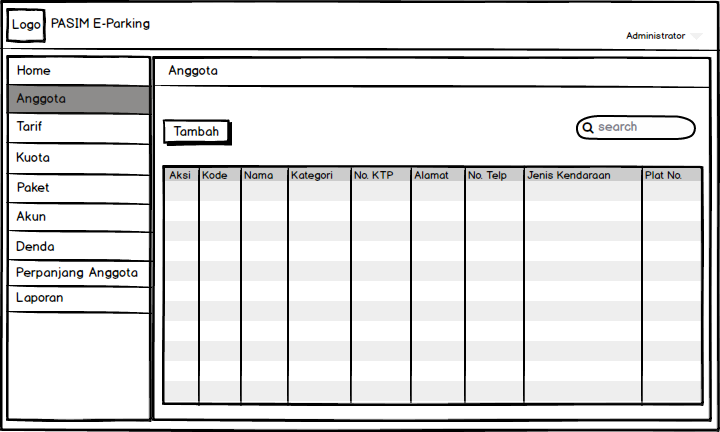 Logo PASIM E-Parking
Administrator
Home
Anggota
Tarif
Kuota
Paket
Akun
Denda
Perpanjang Anggota
Laporan
Anggota
Tambah
search
Aksi Kode Nama Kategori No. KTP Alamat No. Telp Jenis Kendaraan Plat No.